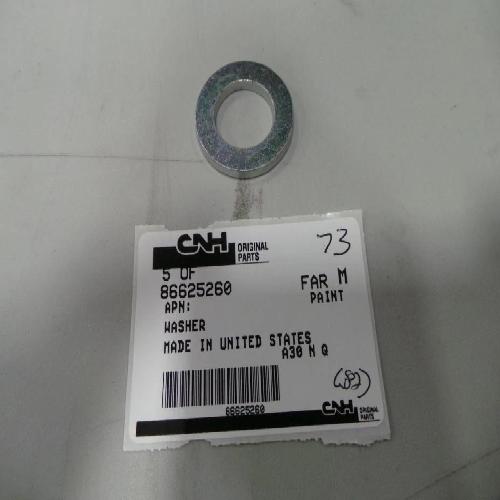 CNH ORIGINAL PARTS
73
5 OF
86625260
FAR M
PAINT
APN:
WASHER
MADE IN UNITED STATES
A30 N Q
86625260
CNH ORIGINAL PARTS